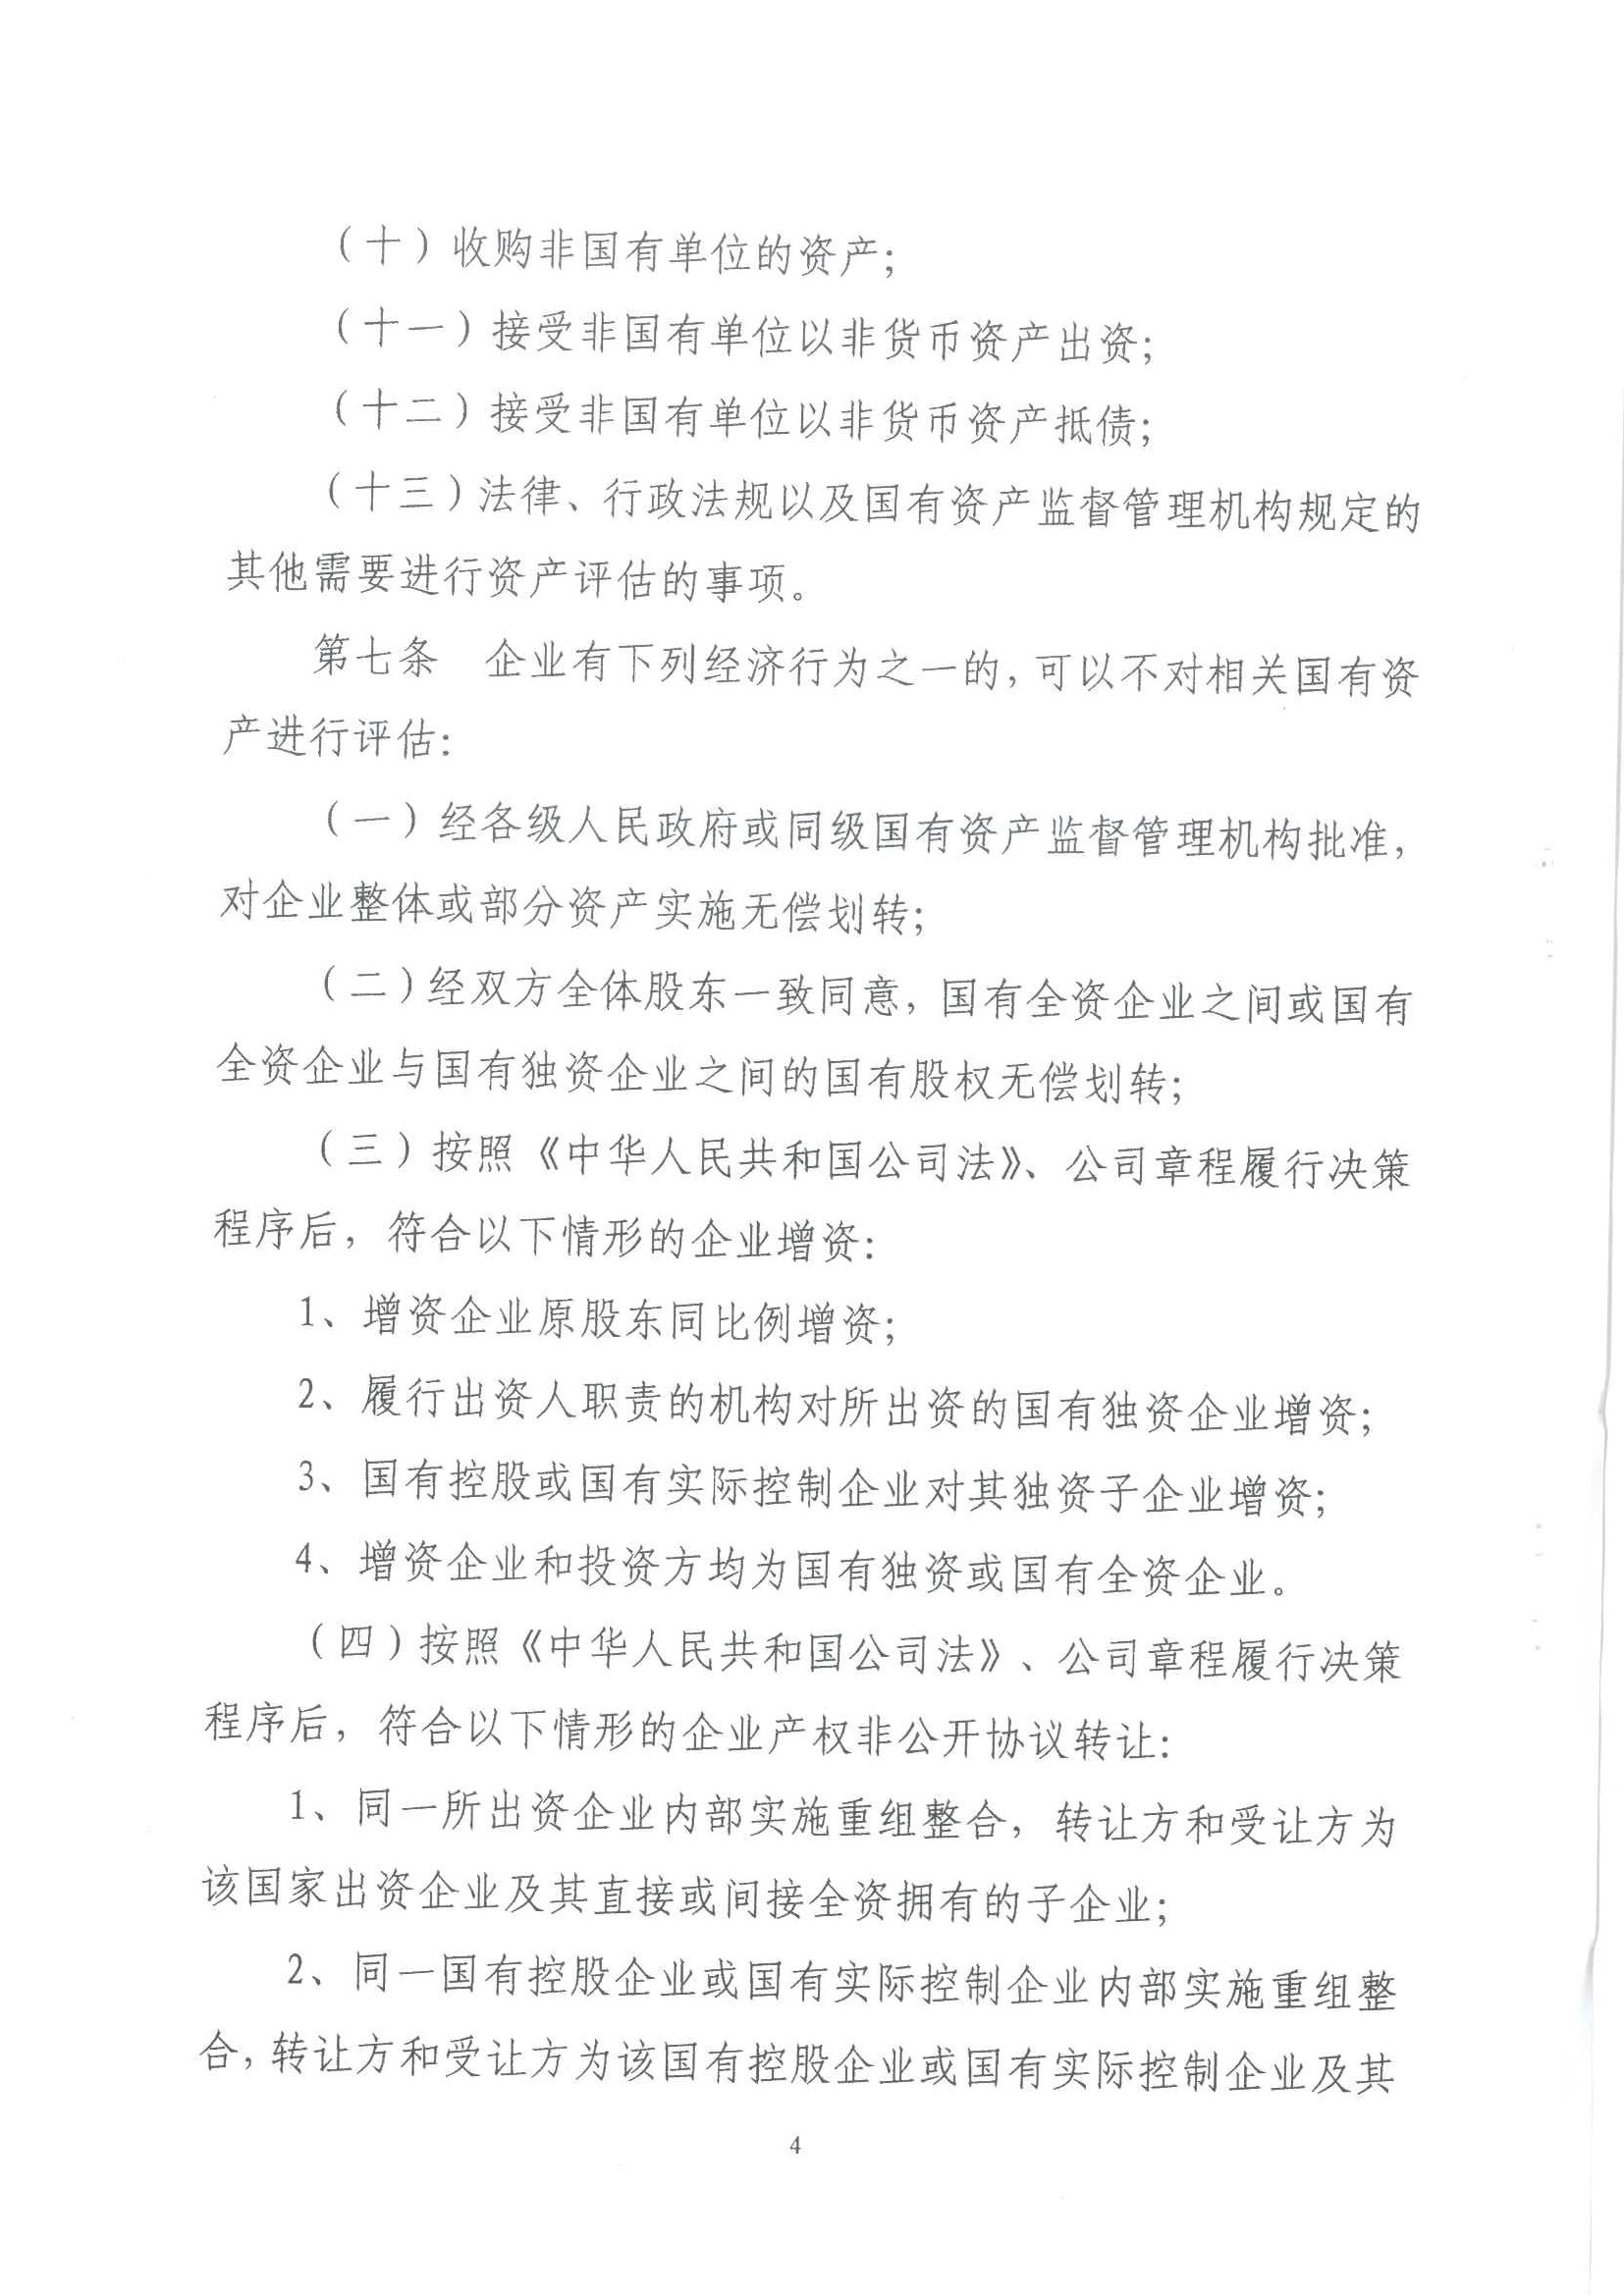 （十）收购非国有单位的资产；
（十一）接受非国有单位以非货币资产出资；
（十二）接受非国有单位以非货币资产抵债；
（十三）法律、行政法规以及国有资产监督管理机构规定的
其他需要进行资产评估的事项。
第七条　企业有下列经济行为之一的，可以不对相关国有资
产进行评估：
（一）经各级人民政府或同级国有资产监督管理机构批准，
对企业整体或部分资产实施无偿划转；
（二）经双方全体股东一致同意，国有全资企业之间或国有
全资企业与国有独资企业之间的国有股权无偿划转；
（三）按照《中华人民共和国公司法》、公司章程履行决策
程序后，符合以下情形的企业增资：
1、增资企业原股东同比例增资；
2、履行出资人职责的机构对所出资的国有独资企业增资；
3、国有控股或国有实际控制企业对其独资子企业增资；
4、增资企业和投资方均为国有独资或国有全资企业。
（四）按照《中华人民共和国公司法》、公司章程履行决策
程序后，符合以下情形的企业产权非公开协议转让：
1、同一所出资企业内部实施重组整合，转让方和受让方为
该国家出资企业及其直接或间接全资拥有的子企业；
2、同一国有控股企业或国有实际控制企业内部实施重组整
合，转让方和受让方为该国有控股企业或国有实际控制企业及其
4